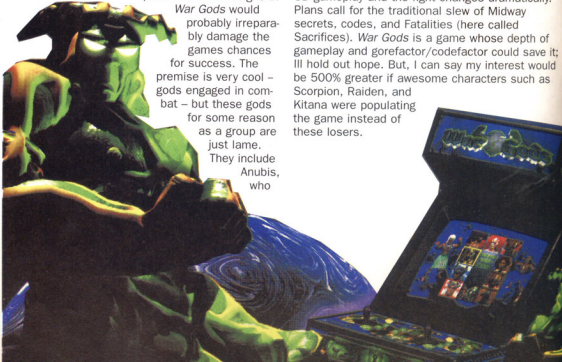 War Gods would
probably irrepara-
bly damage the
games chances
for success. The
premise is very cool –
gods engaged in com-
bat – but these gods
for some reason
as a group are
just lame.
They include
Anubis,
who
gameplay and the fight changed dramatically.
Plans call for the traditional slew of Midway
secrets, codes, and Fatalities (here called
Sacrifices). War Gods is a game whose depth of
gameplay and gorefactor/codefactor could save it;
Ill hold out hope. But, I can say my interest would
be 500% greater if awesome characters such as
Scorpion, Raiden, and
Kitana were populating
the game instead of
these losers.